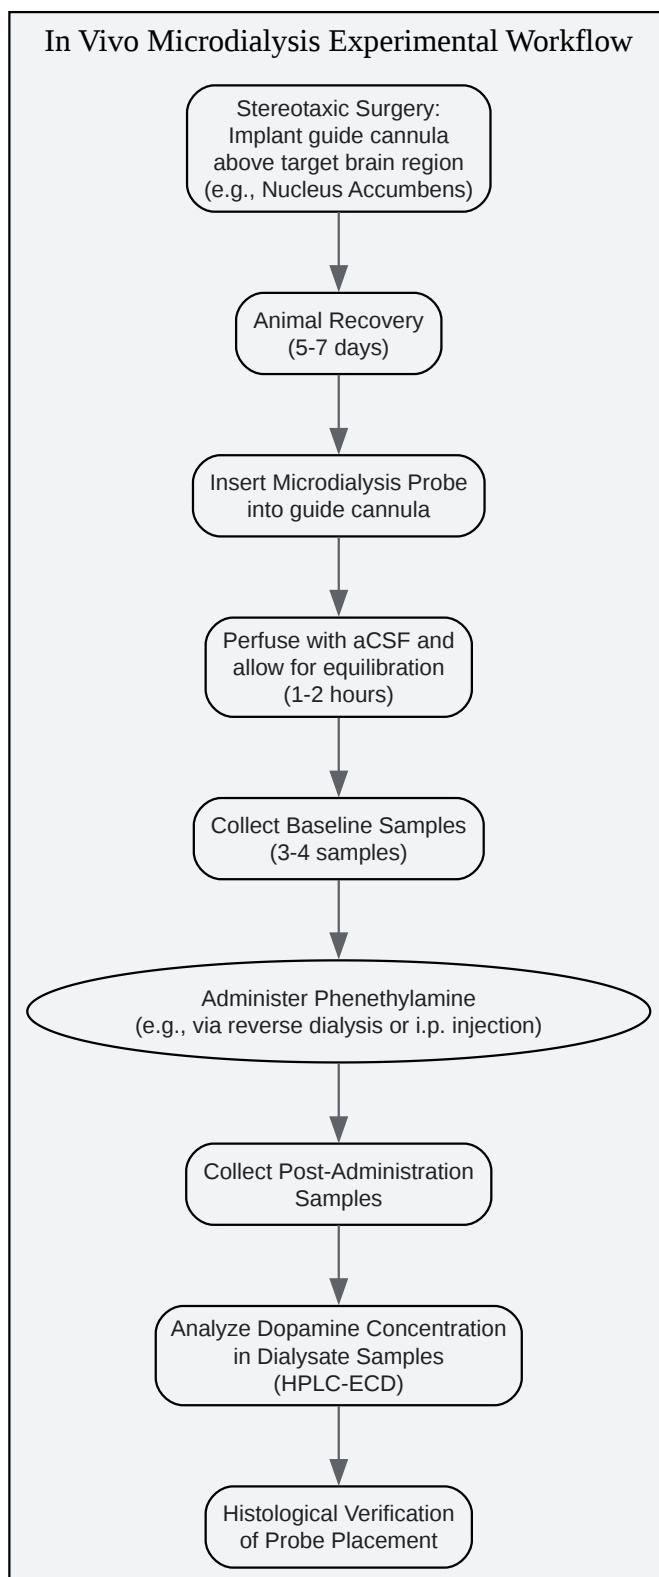 In Vivo Microdialysis Experimental Workflow
Stereotaxic Surgery:
Implant guide cannula
above target brain region
(e.g., Nucleus Accumbens)
Animal Recovery
(5-7 days)
Insert Microdialysis Probe
into guide cannula
Perfuse with aCSF and
allow for equilibration
(1-2 hours)
Collect Baseline Samples
(3-4 samples)
Administer Phenethylamine
(e.g., via reverse dialysis or i.p. injection)
Collect Post-Administration
Samples
Analyze Dopamine Concentration
in Dialysate Samples
(HPLC-ECD)
Histological Verification
of Probe Placement